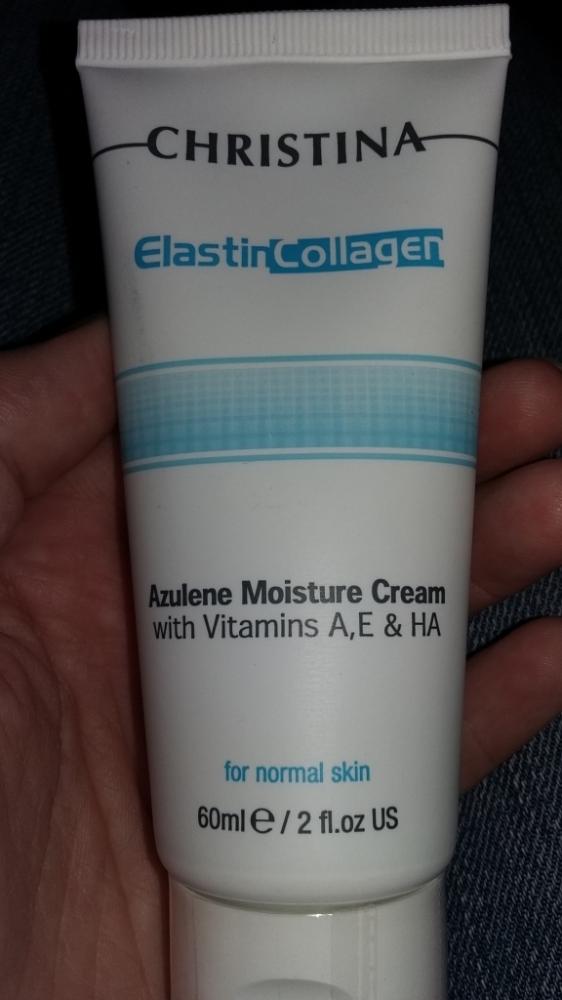 CHRISTINA
ElastinCollagen
Azulene Moisture Cream
with Vitamins A,E & HA
for normal skin
60ml ℮ / 2 fl.oz US